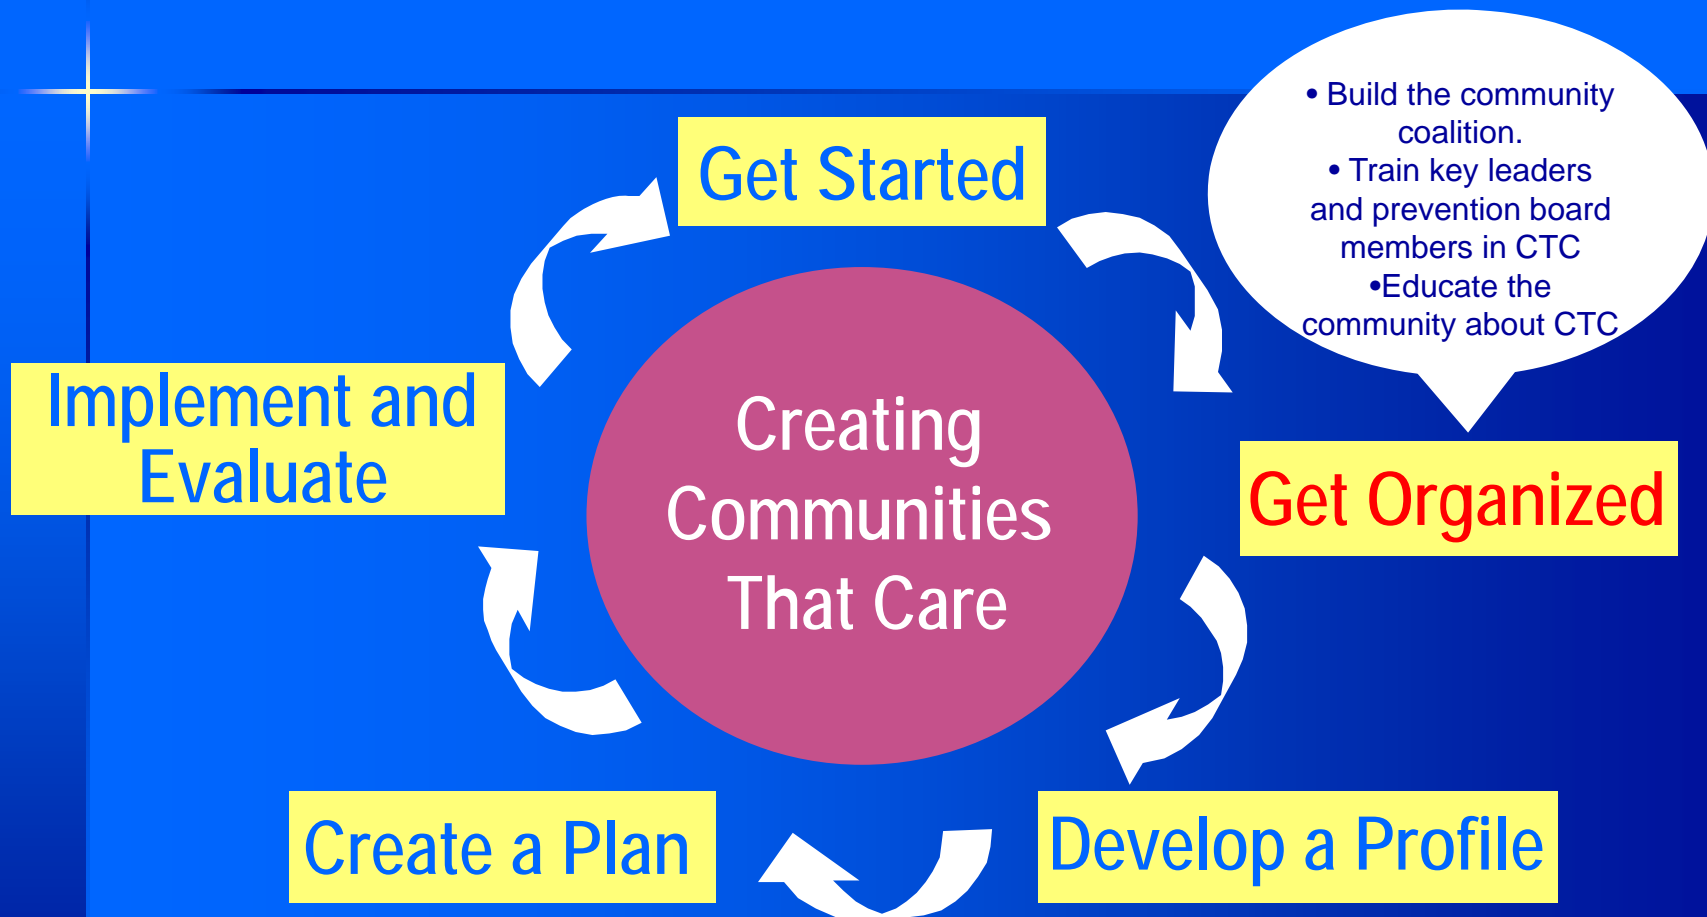 • Build the community
coalition.
• Train key leaders
and prevention board
members in CTC
•Educate the
community about CTC
Get Started
Implement and
Evaluate
Creating
Communities
That Care
Get Organized
Create a Plan
Develop a Profile